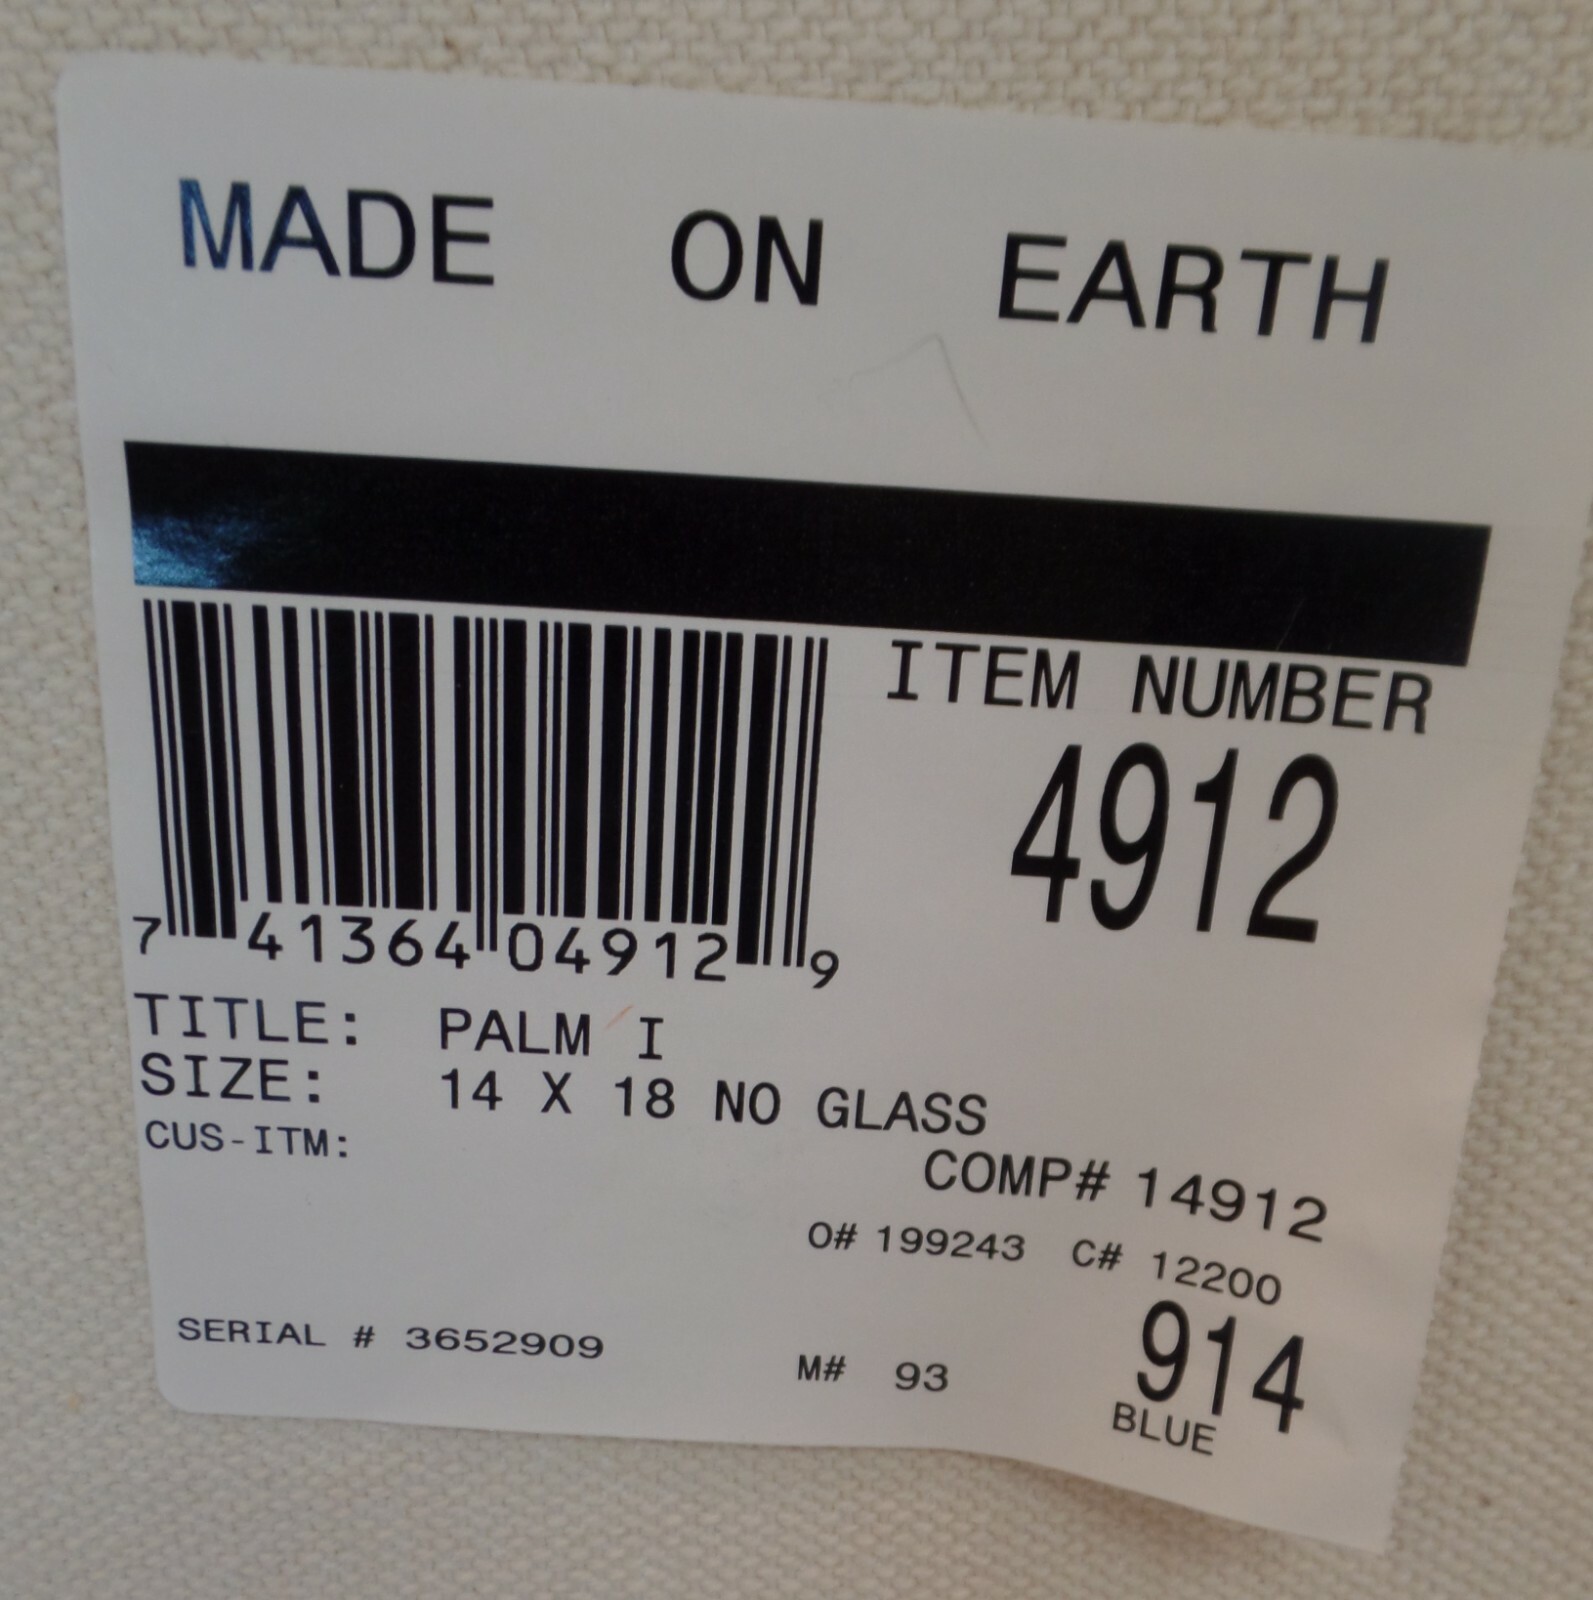 MADE ON EARTH
ITEM NUMBER
4912
7 41364 04912 9
TITLE: PALM I
SIZE: 14 X 18 NO GLASS
CUS-ITM:
COMP# 14912
O# 199243 C# 12200
SERIAL # 3652909
M# 93
914
BLUE